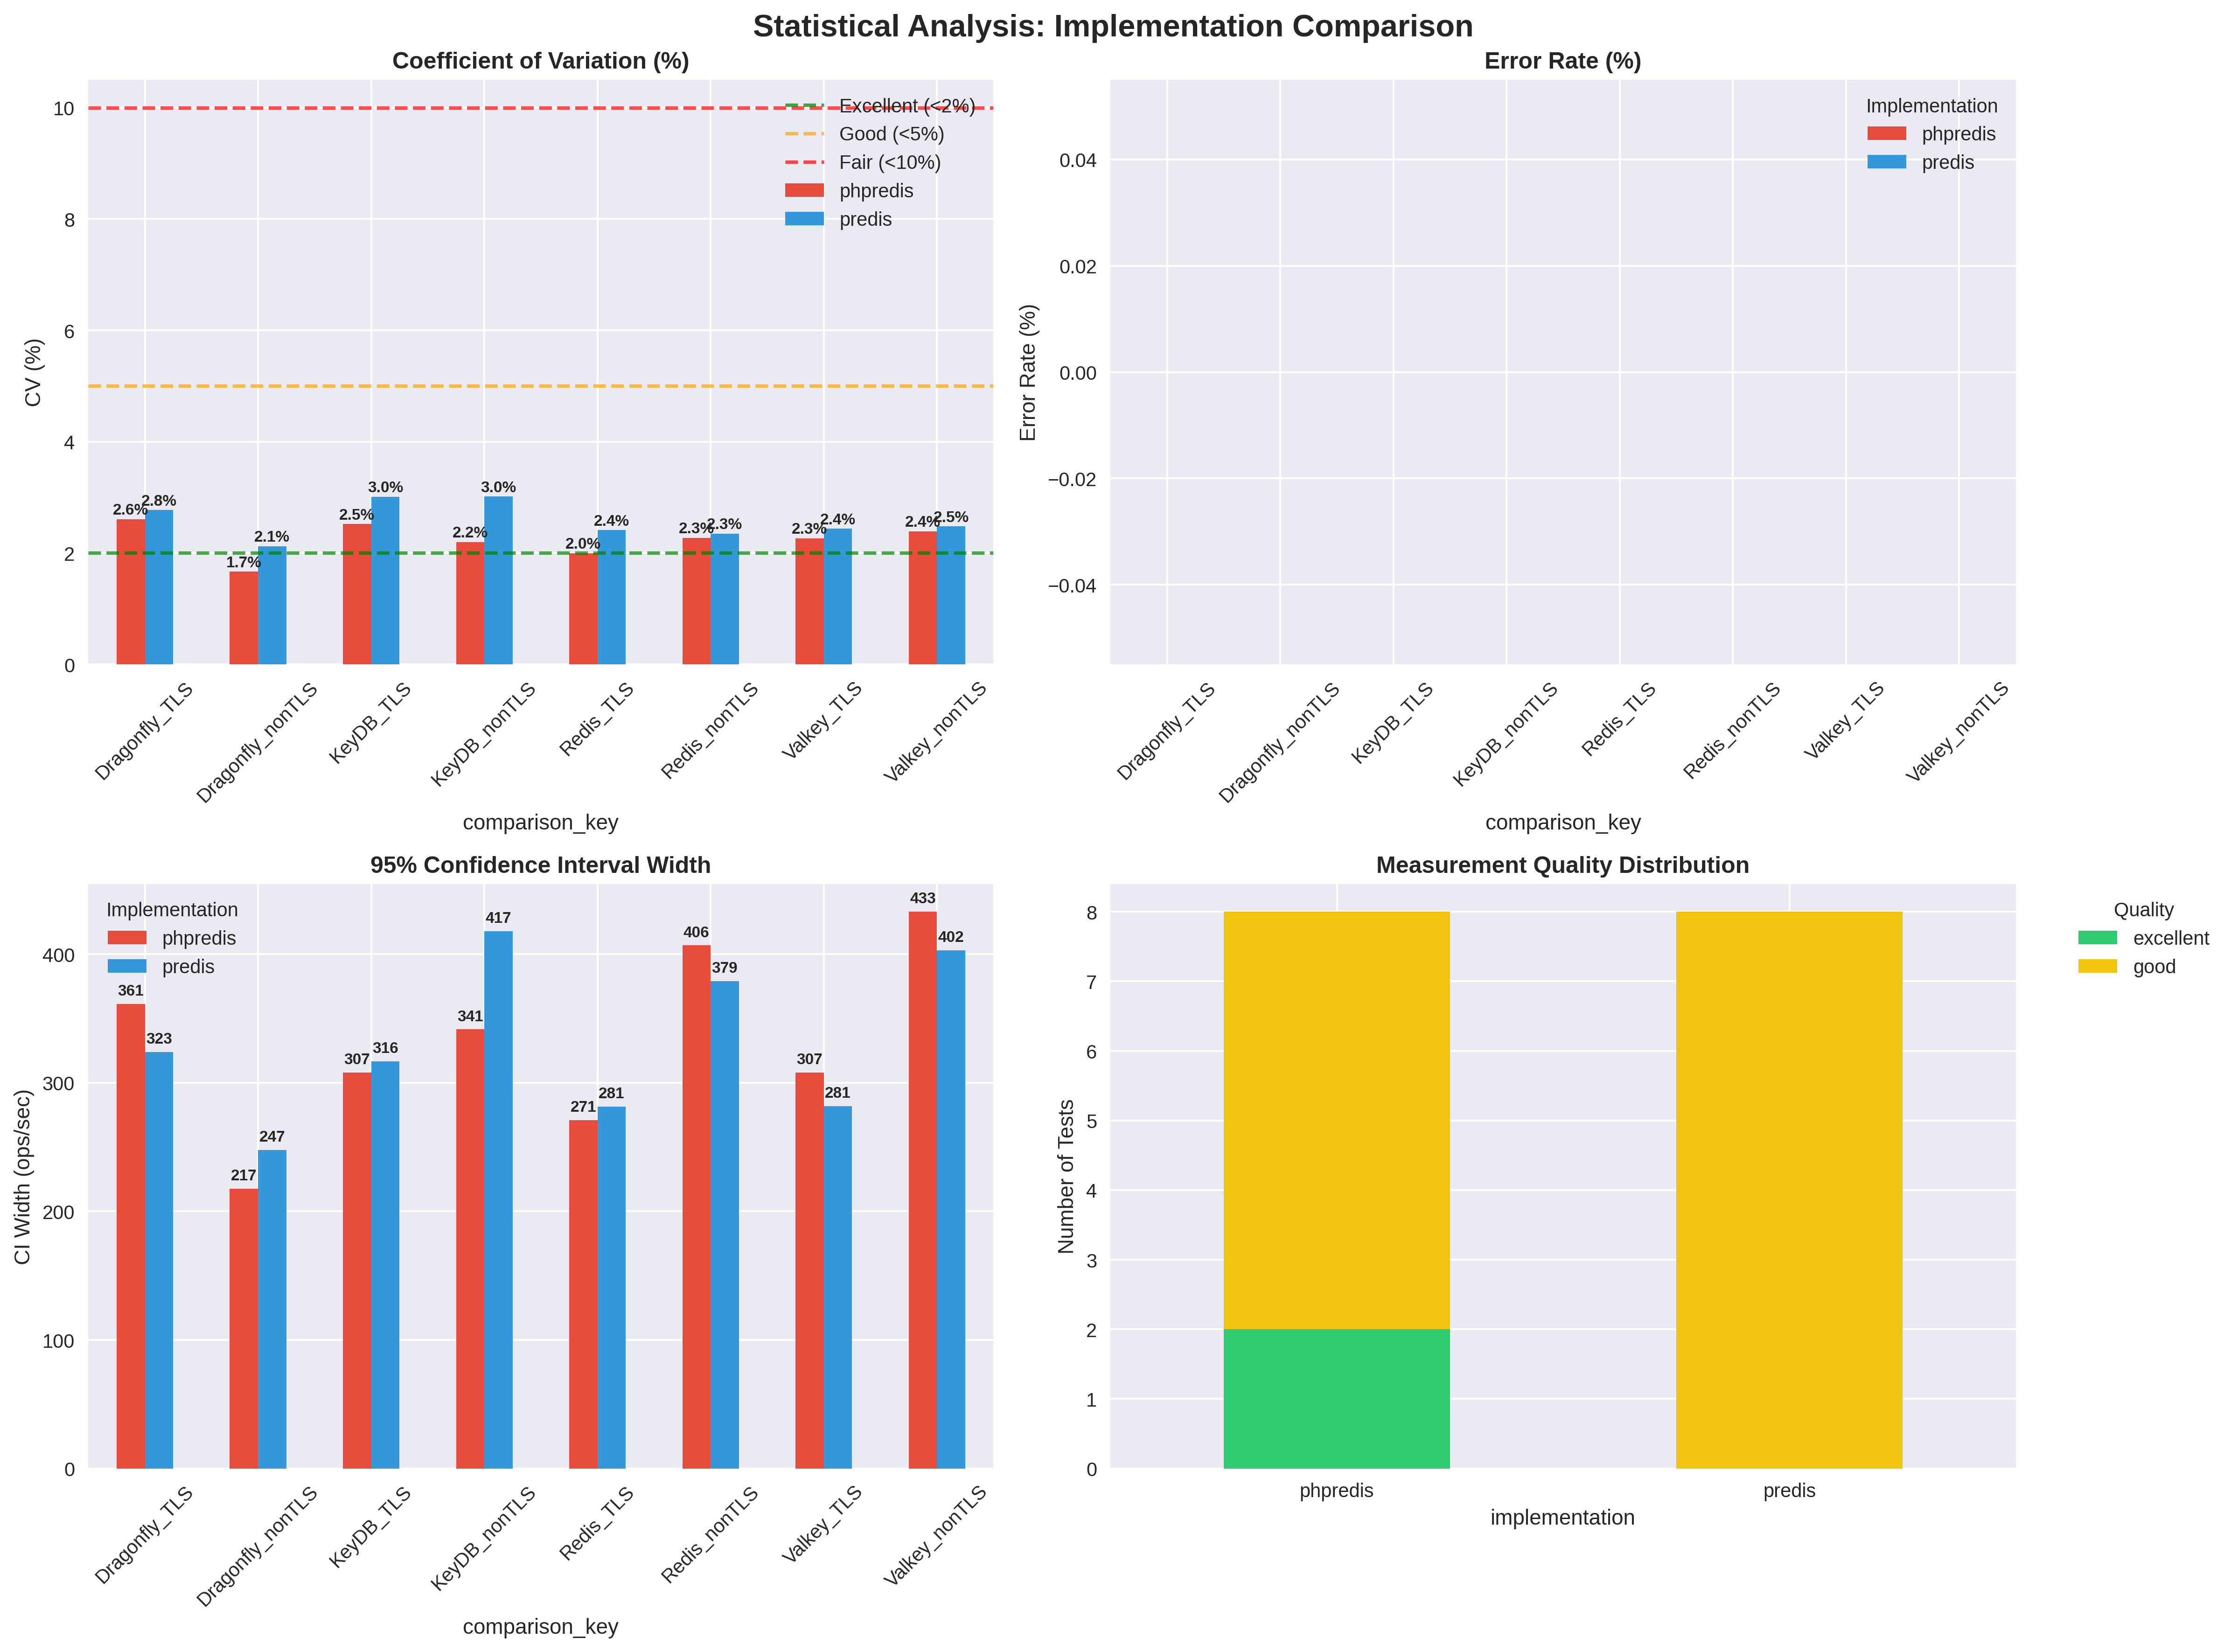 Statistical Analysis: Implementation Comparison
Coefficient of Variation (%)
CV (%)
10
8
6
4
2
0
Excellent (<2%)
Good (<5%)
Fair (<10%)
phpredis
predis
2.6%
2.8%
1.7%
2.1%
2.5%
3.0%
2.2%
3.0%
2.0%
2.4%
2.3%
2.3%
2.3%
2.4%
2.4%
2.5%
Dragonfly_TLS
Dragonfly_nonTLS
KeyDB_TLS
KeyDB_nonTLS
Redis_TLS
Redis_nonTLS
Valkey_TLS
Valkey_nonTLS
comparison_key
Error Rate (%)
Error Rate (%)
0.04
0.02
0.00
−0.02
−0.04
Implementation
phpredis
predis
Dragonfly_TLS
Dragonfly_nonTLS
KeyDB_TLS
KeyDB_nonTLS
Redis_TLS
Redis_nonTLS
Valkey_TLS
Valkey_nonTLS
comparison_key
95% Confidence Interval Width
CI Width (ops/sec)
400
300
200
100
0
Implementation
phpredis
predis
361
323
217
247
307
316
341
417
271
281
406
379
307
281
433
402
Dragonfly_TLS
Dragonfly_nonTLS
KeyDB_TLS
KeyDB_nonTLS
Redis_TLS
Redis_nonTLS
Valkey_TLS
Valkey_nonTLS
comparison_key
Measurement Quality Distribution
Number of Tests
8
7
6
5
4
3
2
1
0
phpredis
predis
implementation
Quality
excellent
good